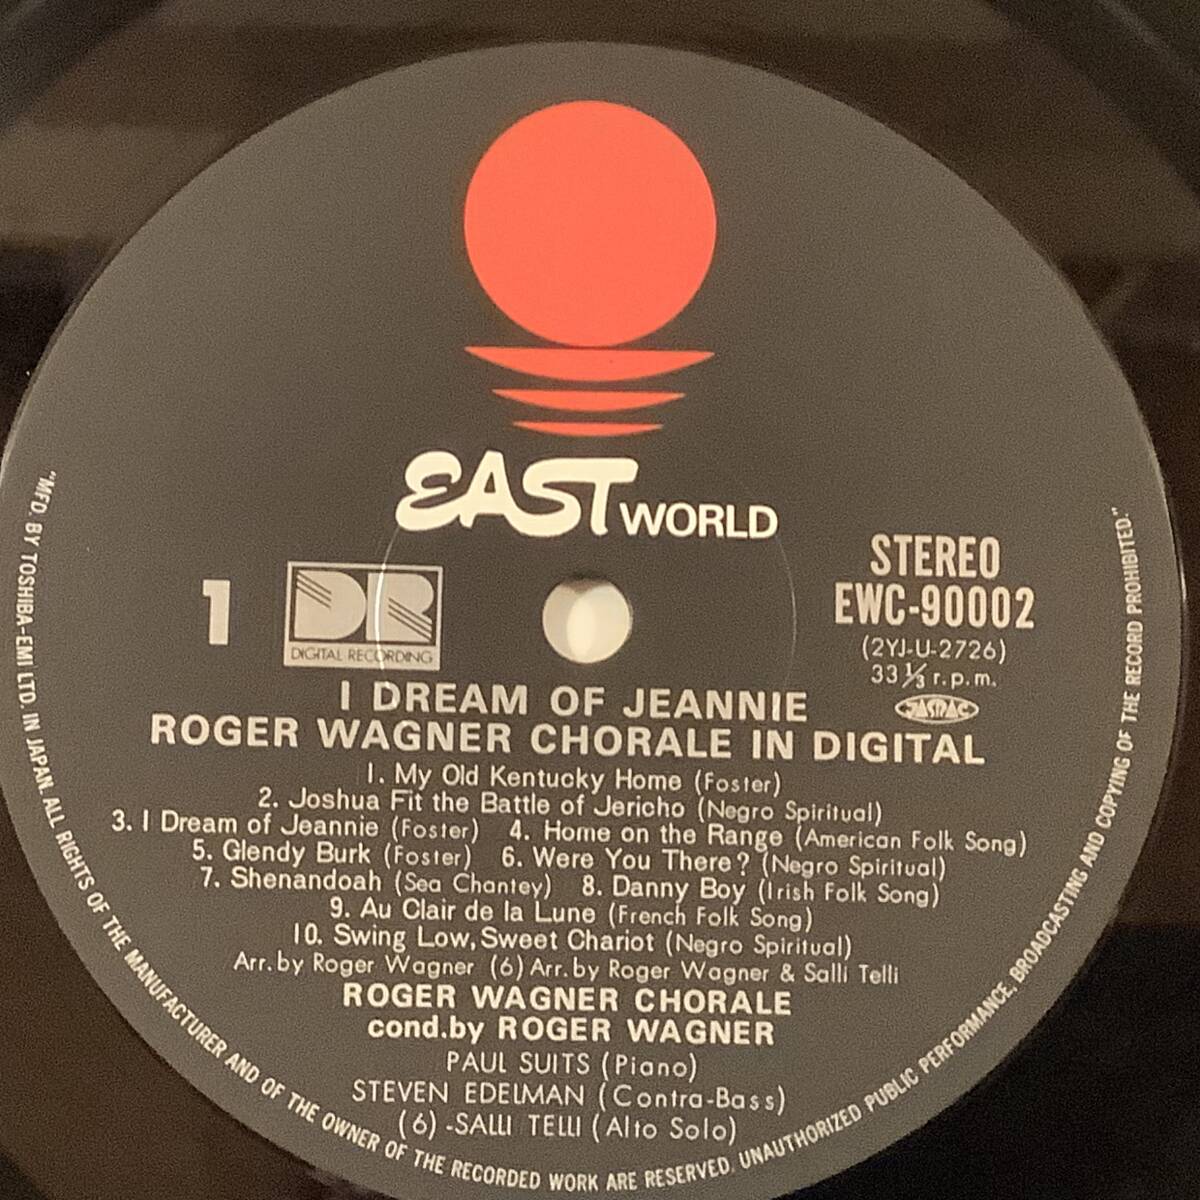 EAST WORLD
1
DR
DIGITAL RECORDING
STEREO
EWC-90002
(2YJ-U-2726)
33 1/3 r.p.m.
JASRAC
I DREAM OF JEANNIE
ROGER WAGNER CHORALE IN DIGITAL
1. My Old Kentucky Home (Foster)
2. Joshua Fit the Battle of Jericho (Negro Spiritual)
3. I Dream of Jeannie (Foster) 4. Home on the Range (American Folk Song)
5. Glendy Burk (Foster) 6. Were You There? (Negro Spiritual)
7. Shenandoah (Sea Chantey) 8. Danny Boy (Irish Folk Song)
9. Au Clair de la Lune (French Folk Song)
10. Swing Low, Sweet Chariot (Negro Spiritual)
Arr. by Roger Wagner (6) Arr. by Roger Wagner & Salli Telli
ROGER WAGNER CHORALE
cond. by ROGER WAGNER
PAUL SUITS (Piano)
STEVEN EDELMAN (Contra-Bass)
(6) -SALLI TELLI (Alto Solo)
"MFD. BY TOSHIBA-EMI LTD. IN JAPAN. ALL RIGHTS OF THE MANUFACTURER AND OF THE OWNER OF THE RECORDED WORK ARE RESERVED. UNAUTHORIZED PUBLIC PERFORMANCE, BROADCASTING AND COPYING OF THE RECORD PROHIBITED."